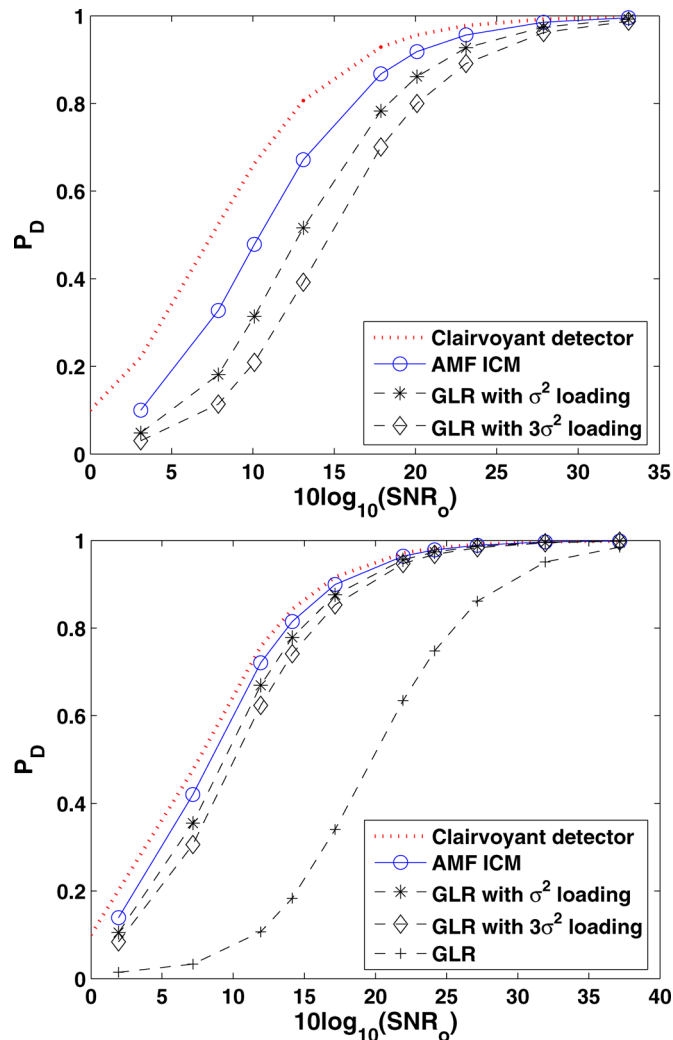 1
0.8
0.6
0.4
0.2
0
P_D
Clairvoyant detector
AMF ICM
GLR with σ² loading
GLR with 3σ² loading
0 5 10 15 20 25 30 35
10log₁₀(SNRₒ)
1
0.8
0.6
0.4
0.2
0
P_D
Clairvoyant detector
AMF ICM
GLR with σ² loading
GLR with 3σ² loading
GLR
0 5 10 15 20 25 30 35 40
10log₁₀(SNRₒ)